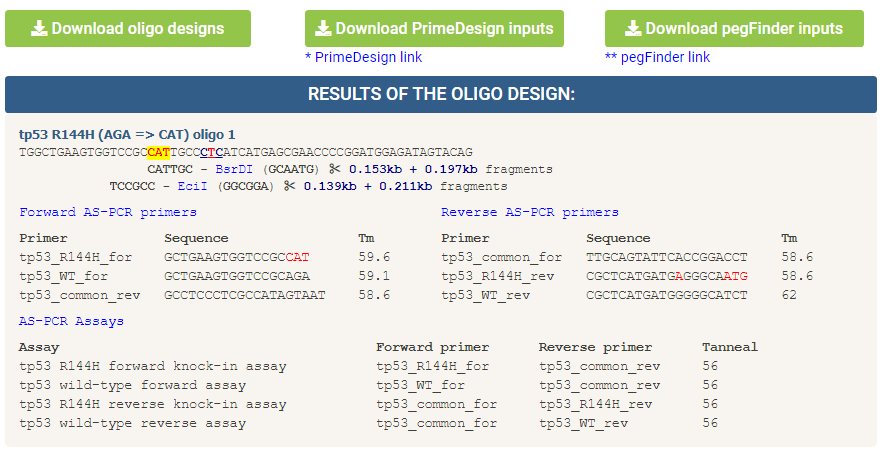 Download oligo designs
Download PrimeDesign inputs
Download pegFinder inputs
* PrimeDesign link
** pegFinder link
RESULTS OF THE OLIGO DESIGN:
tp53 R144H (AGA => CAT) oligo 1
TGGCTGAAGTGGTCCGCCATTGCCCTCATCATGAGCGAACCCCGGATGGAGATAGTACAG
CATTGC - BsrDI (GCAATG) ✂ 0.153kb + 0.197kb fragments
TCCGCC - EciI (GGCGGA) ✂ 0.139kb + 0.211kb fragments
Forward AS-PCR primers
Primer Sequence Tm
tp53_R144H_for GCTGAAGTGGTCCGCCAT 59.6
tp53_WT_for GCTGAAGTGGTCCGCAGA 59.1
tp53_common_rev GCCTCCCTCGCCATAGTAAT 58.6
Reverse AS-PCR primers
Primer Sequence Tm
tp53_common_for TTGCAGTATTCACCGGACCT 58.6
tp53_R144H_rev CGCTCATGATGAGGGCAATG 58.6
tp53_WT_rev CGCTCATGATGGGGGCATCT 62
AS-PCR Assays
Assay Forward primer Reverse primer Tanneal
tp53 R144H forward knock-in assay tp53_R144H_for tp53_common_rev 56
tp53 wild-type forward assay tp53_WT_for tp53_common_rev 56
tp53 R144H reverse knock-in assay tp53_common_for tp53_R144H_rev 56
tp53 wild-type reverse assay tp53_common_for tp53_WT_rev 56